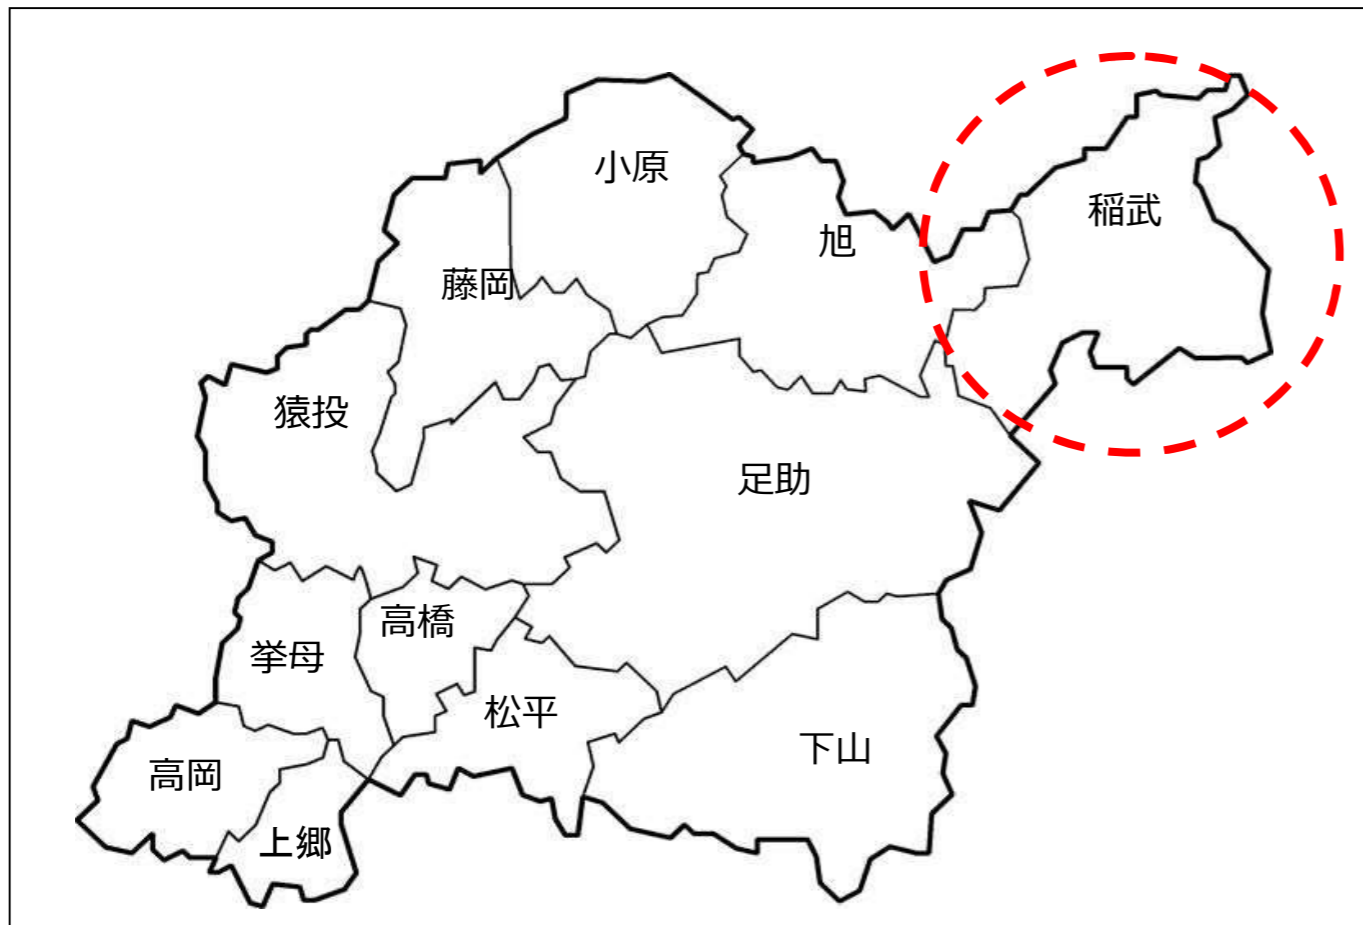 小原
稲武
旭
藤岡
猿投
足助
高橋
挙母
松平
下山
高岡
上郷